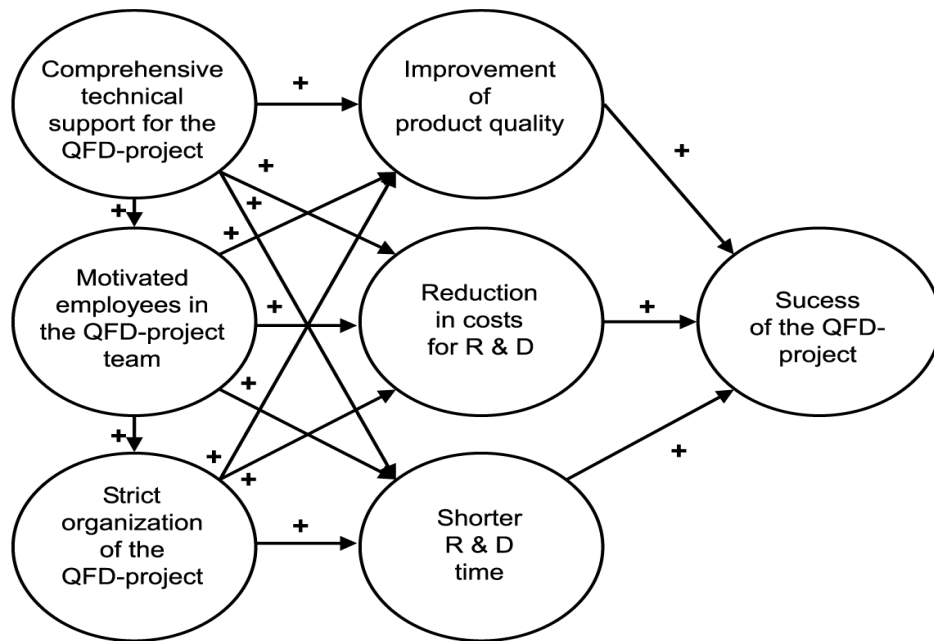 Comprehensive
technical
support for the
QFD-project
+
Improvement
of
product quality
+
+
+
+
+
Motivated
employees in
the QFD-project
team
+
Reduction
in costs
for R & D
+
Sucess
of the QFD-
project
+
+
+
+
+
Strict
organization
of the
QFD-project
+
Shorter
R & D
time